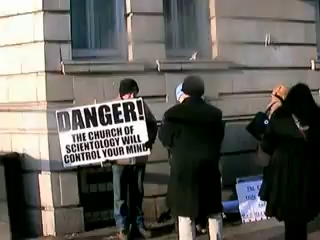 DANGER!
THE CHURCH OF
SCIENTOLOGY WILL
CONTROL YOUR MIND